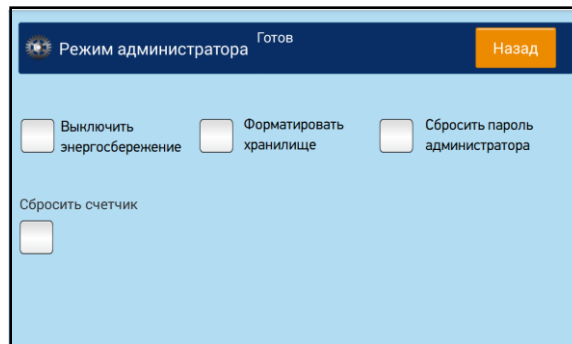 Готов
Режим администратора
Назад
Выключить
энергосбережение
Форматировать
хранилище
Сбросить пароль
администратора
Сбросить счетчик